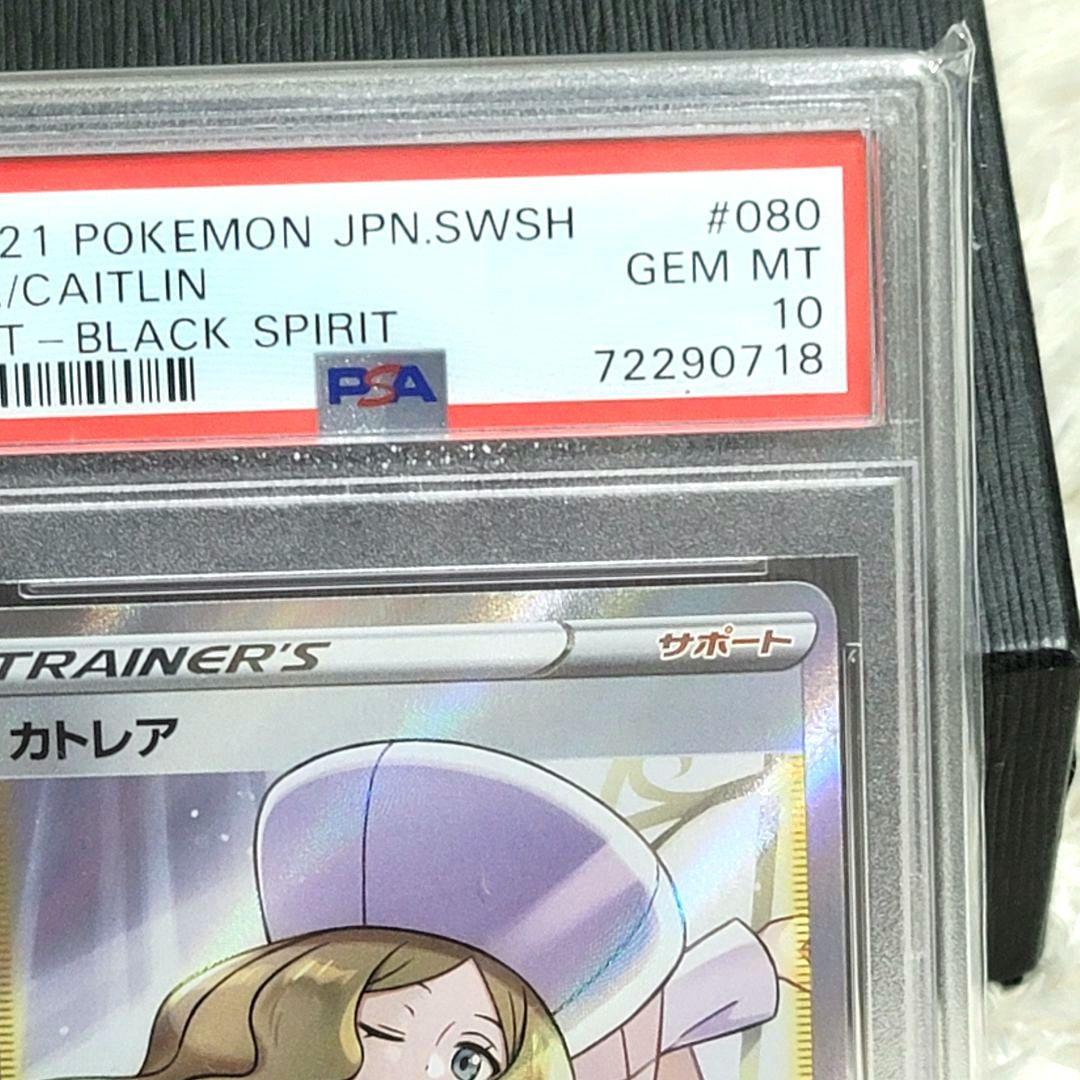 21 POKEMON JPN.SWSH #080
./CAITLIN GEM MT
T - BLACK SPIRIT 10
72290718
PSA
TRAINER'S サポート
カトレア